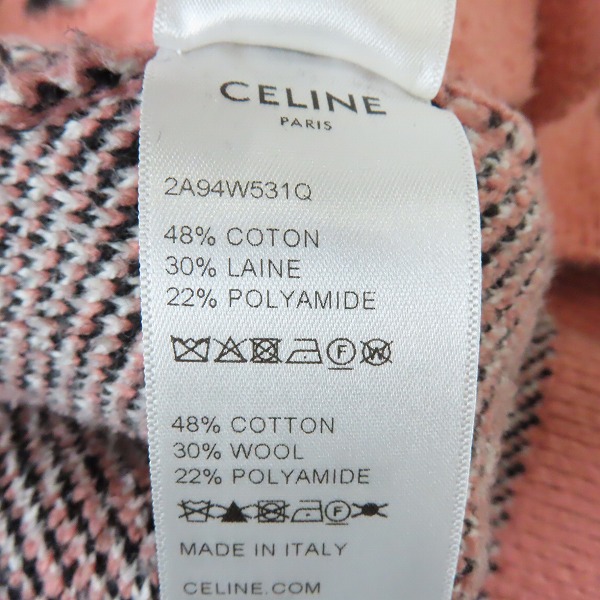 CELINE
PARIS
2A94W531Q
48% COTON
30% LAINE
22% POLYAMIDE
F W
48% COTTON
30% WOOL
22% POLYAMIDE
F
MADE IN ITALY
CELINE.COM